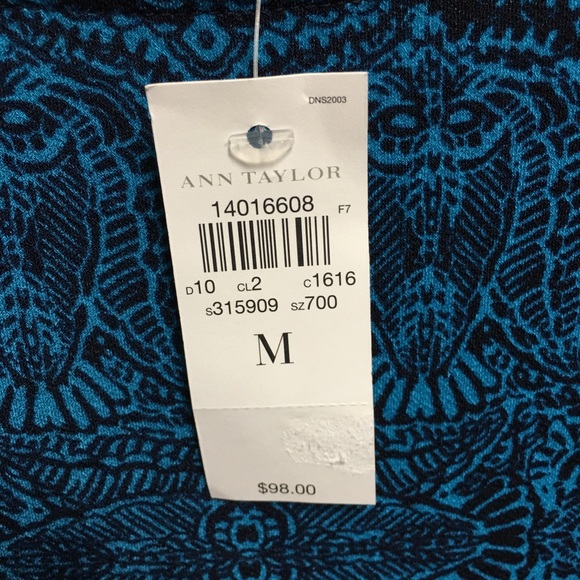 DNS2003
ANN TAYLOR
14016608 F7
D10 CL2 C1616
S315909 SZ700
M
$98.00